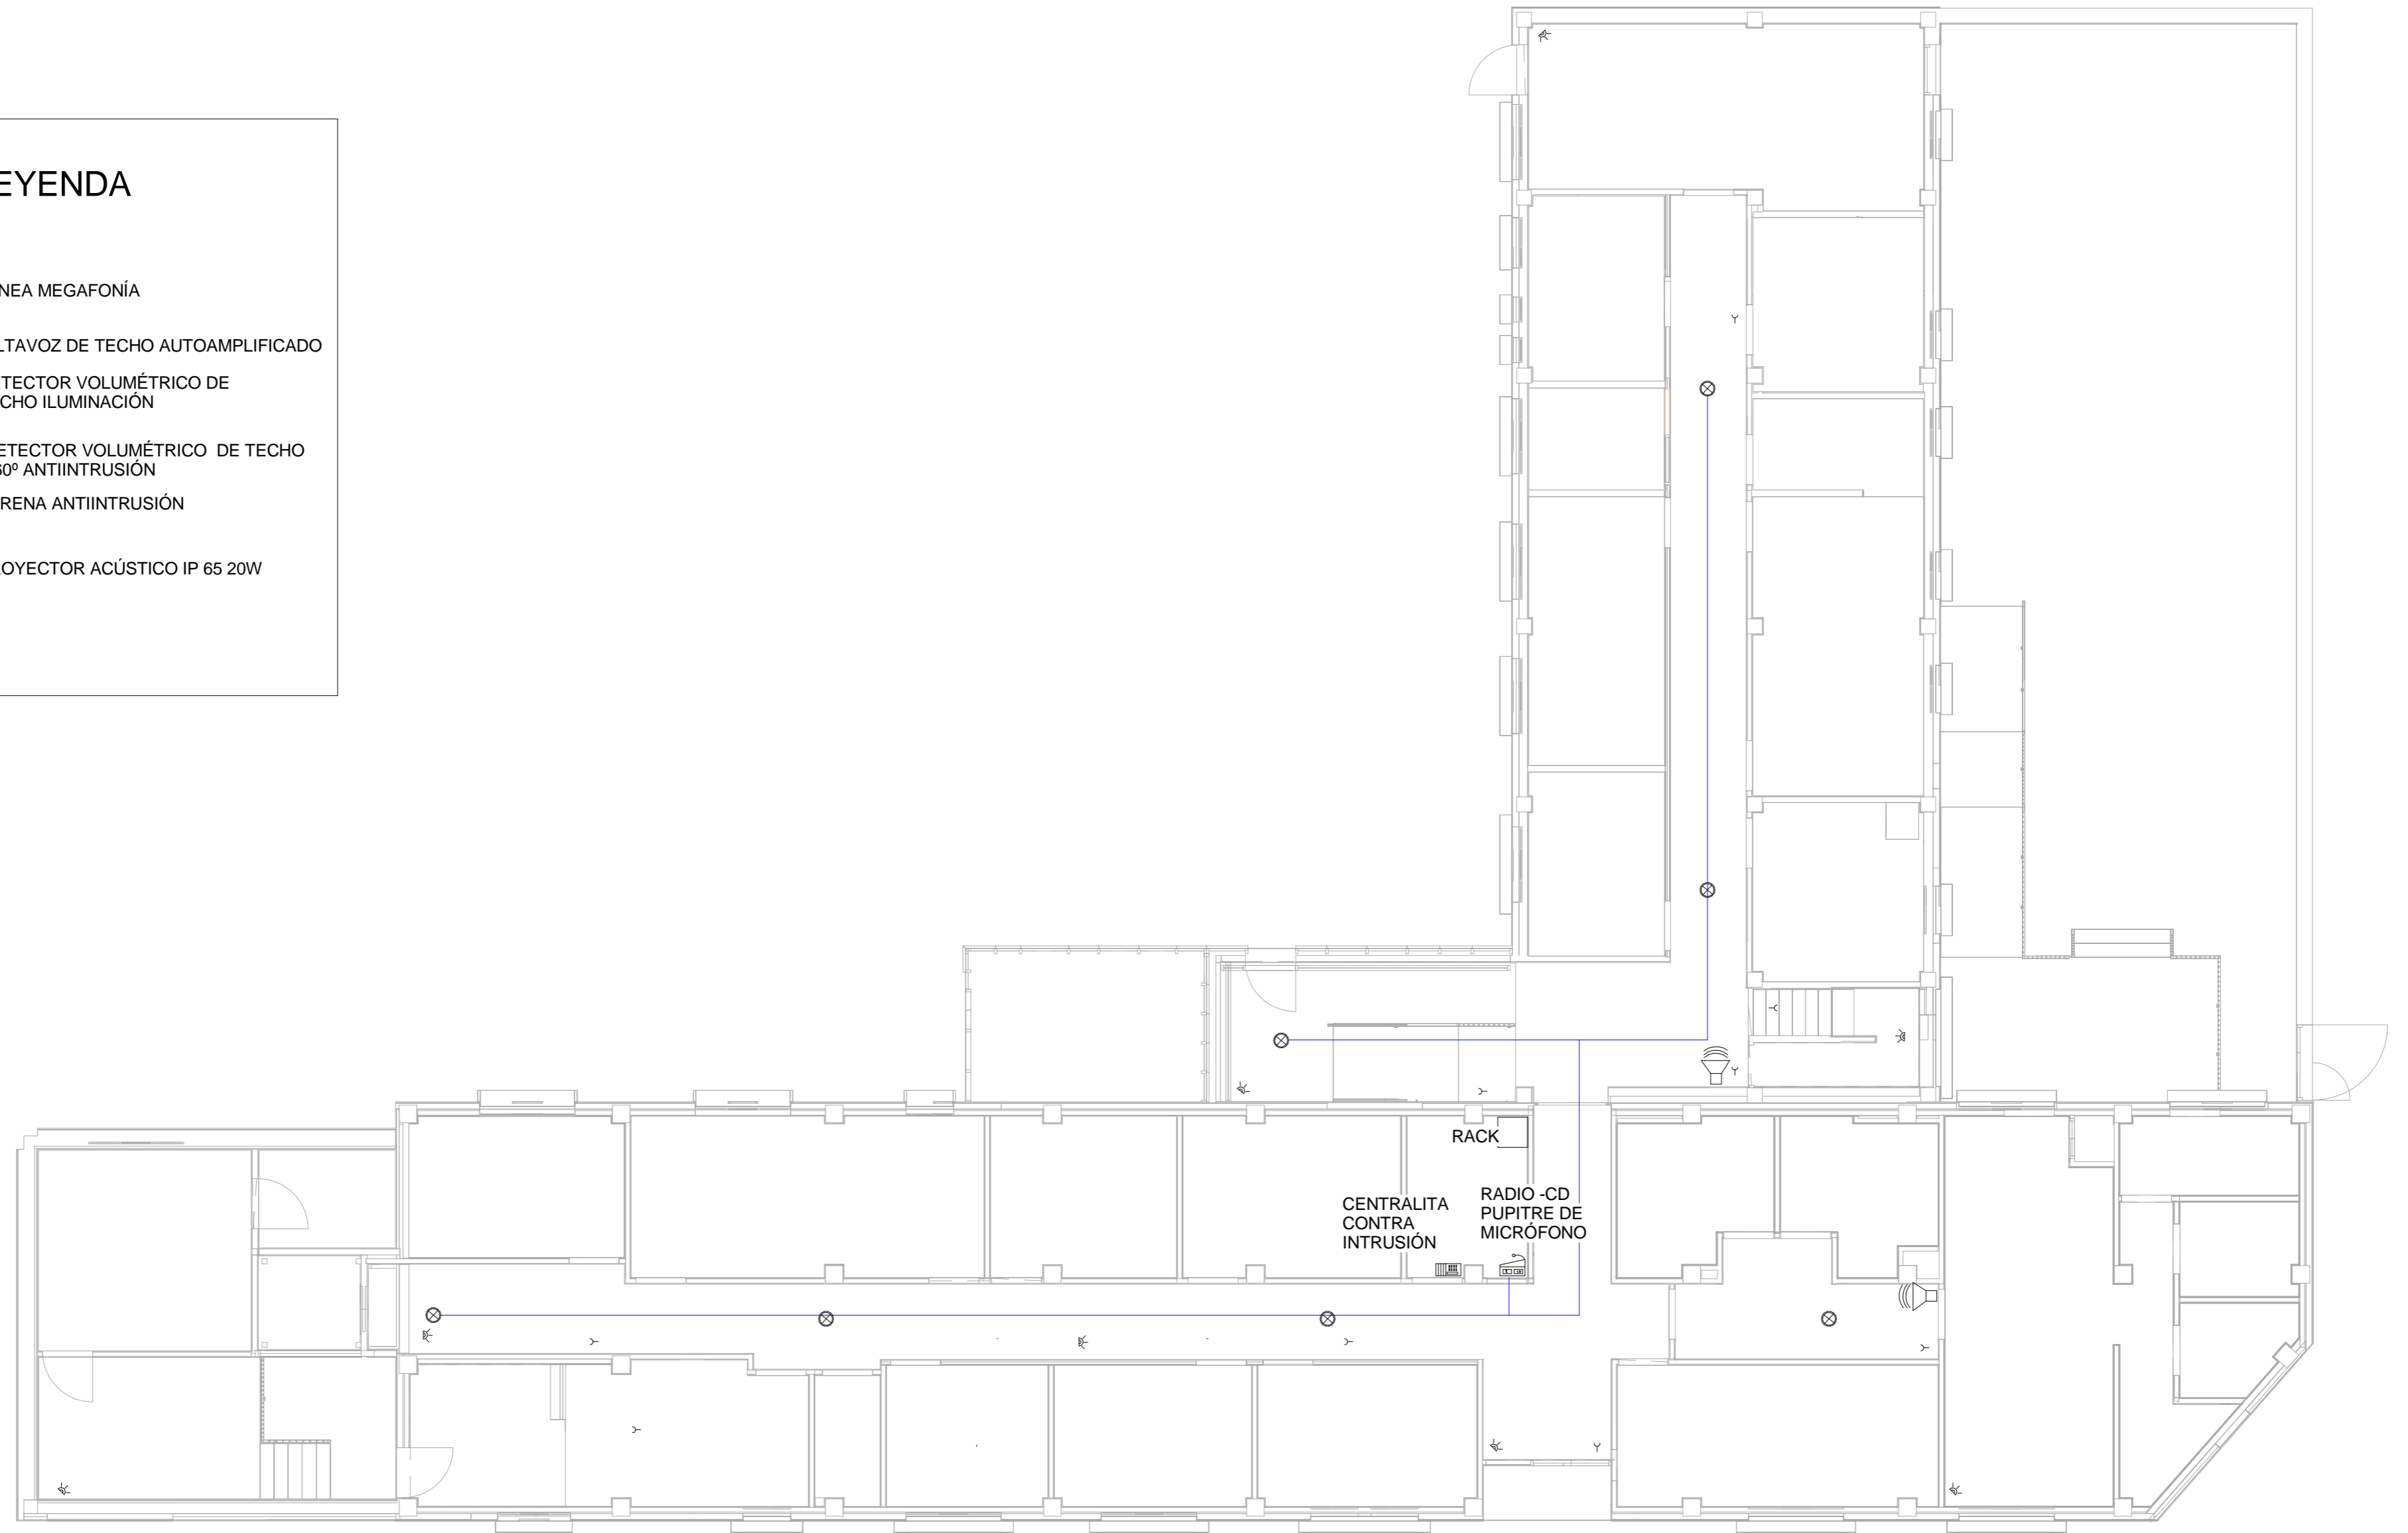 EYENDA
NEA MEGAFONÍA
LTAVOZ DE TECHO AUTOAMPLIFICADO
TECTOR VOLUMÉTRICO DE
CHO ILUMINACIÓN
ETECTOR VOLUMÉTRICO DE TECHO
60º ANTIINTRUSIÓN
RENA ANTIINTRUSIÓN
OYECTOR ACÚSTICO IP 65 20W
RACK
CENTRALITA
CONTRA
INTRUSIÓN
RADIO -CD
PUPITRE DE
MICRÓFONO